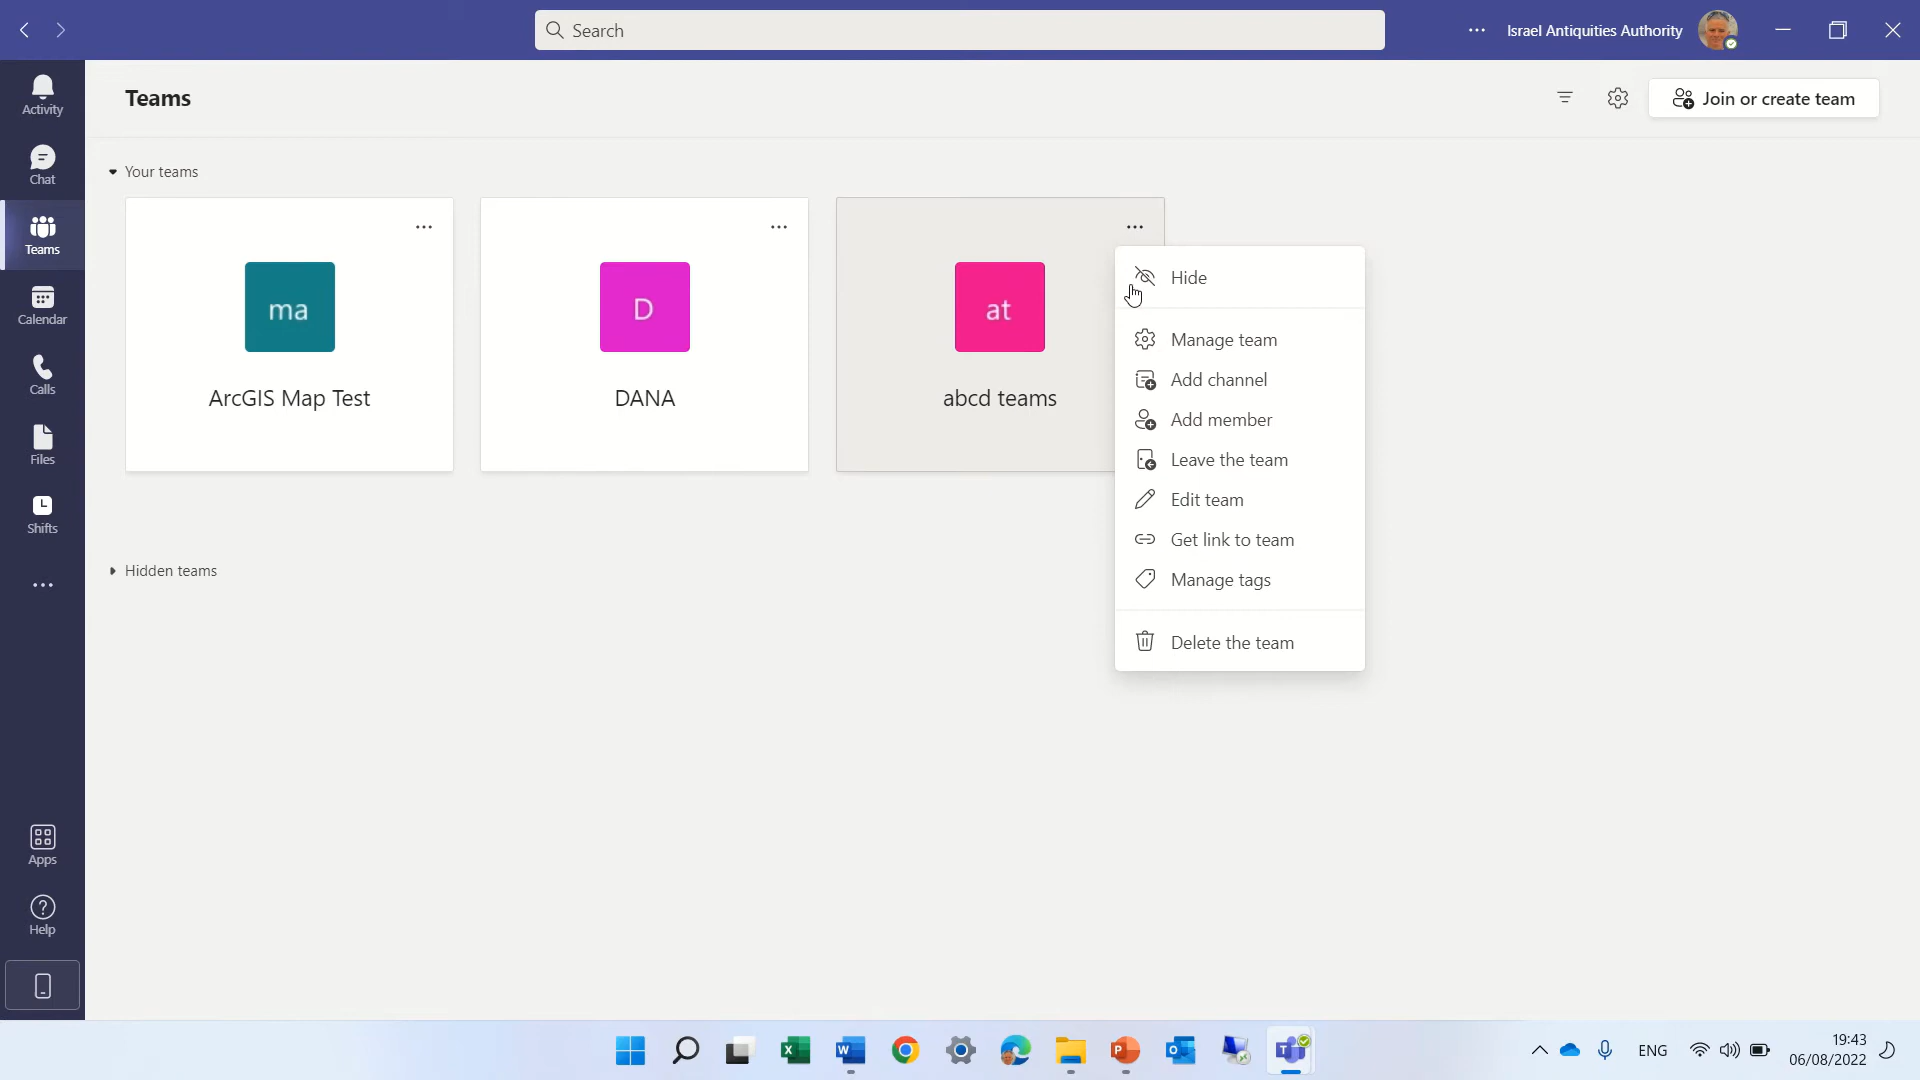 Search
Israel Antiquities Authority
Activity
Chat
Teams
Calendar
Calls
Files
Shifts
Apps
Help
Teams
Join or create team
Your teams
ma
ArcGIS Map Test
D
DANA
at
abcd teams
Hide
Manage team
Add channel
Add member
Leave the team
Edit team
Get link to team
Manage tags
Delete the team
Hidden teams
ENG
19:43
06/08/2022